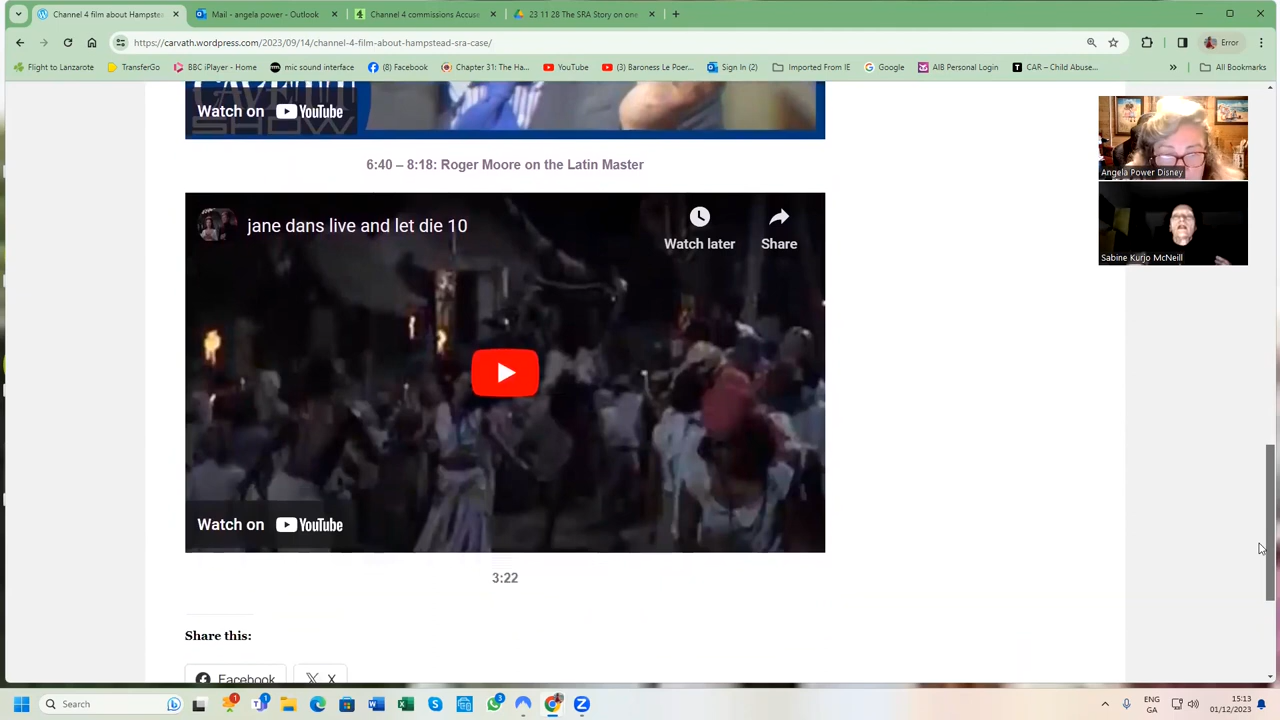 Channel 4 film about Hampstea
Mail - angela power - Outlook
Channel 4 commissions Accuse
23 11 28 The SRA Story on one
https://carvath.wordpress.com/2023/09/14/channel-4-film-about-hampstead-sra-case/
Error
Flight to Lanzarote
TransferGo
BBC iPlayer - Home
mic sound interface
(8) Facebook
Chapter 31: The Ha...
YouTube
(3) Baroness Le Poer...
Sign In (2)
Imported From IE
Google
AIB Personal Login
CAR – Child Abuse...
All Bookmarks
Watch on YouTube
SHOW
Angela Power Disney
6:40 – 8:18: Roger Moore on the Latin Master
jane dans live and let die 10
Watch later
Share
Sabine Kurjo McNeill
Watch on YouTube
3:22
Share this:
Facebook
X
Search
ENG
GA
15:13
01/12/2023